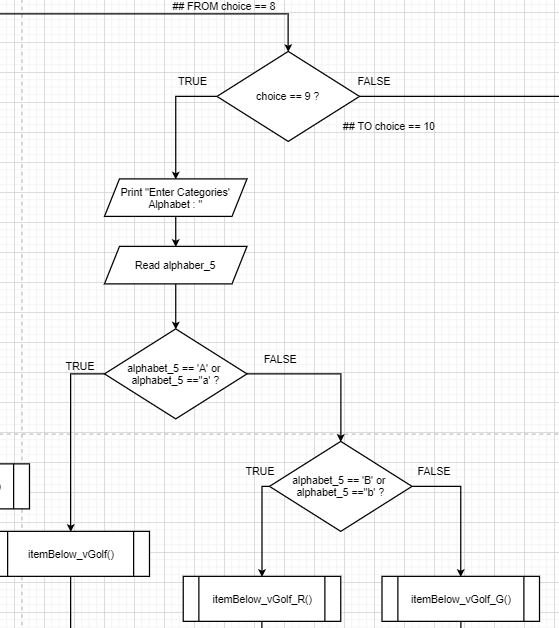 ## FROM choice == 8
TRUE
FALSE
choice == 9 ?
## TO choice == 10
Print "Enter Categories'
Alphabet : "
Read alphaber_5
TRUE
FALSE
alphabet_5 == 'A' or
alphabet_5 =="a' ?
TRUE
FALSE
alphabet_5 == 'B' or
alphabet_5 =="b' ?
itemBelow_vGolf()
itemBelow_vGolf_R()
itemBelow_vGolf_G()